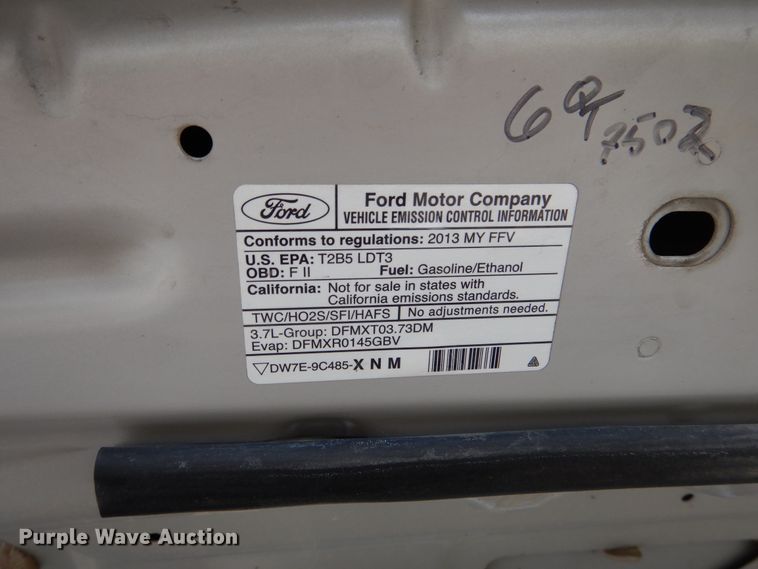 6 QT
7502
Ford
Ford Motor Company
VEHICLE EMISSION CONTROL INFORMATION
Conforms to regulations: 2013 MY FFV
U.S. EPA: T2B5 LDT3
OBD: F II Fuel: Gasoline/Ethanol
California: Not for sale in states with
California emissions standards.
TWC/HO2S/SFI/HAFS No adjustments needed.
3.7L-Group: DFMXT03.73DM
Evap: DFMXR0145GBV
DW7E-9C485-X N M
Purple Wave Auction